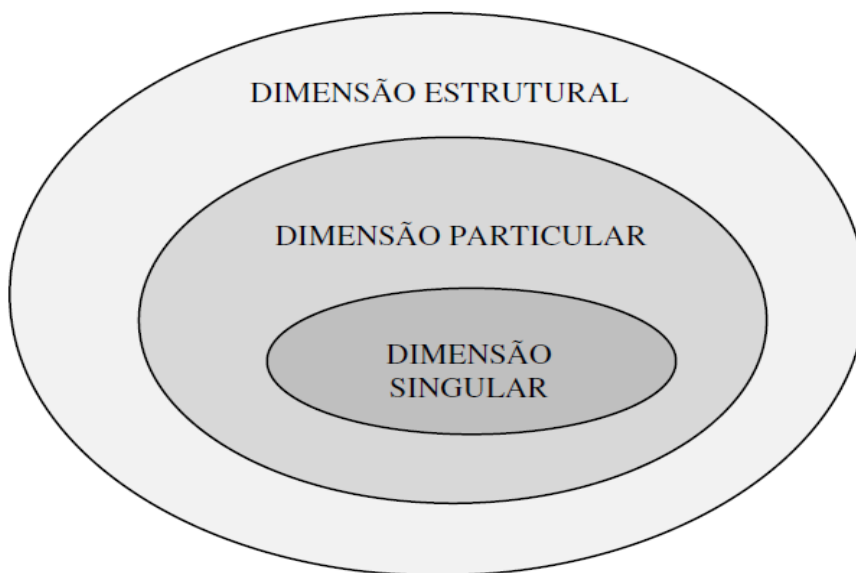 DIMENSÃO ESTRUTURAL
DIMENSÃO PARTICULAR
DIMENSÃO
SINGULAR